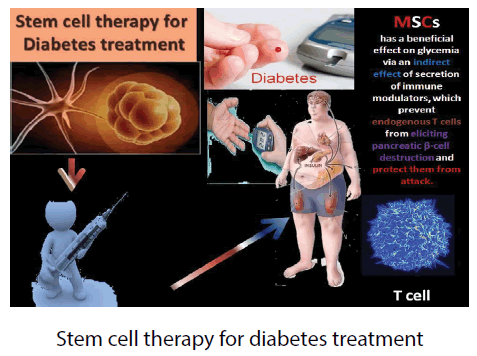 Stem cell therapy for
Diabetes treatment
Diabetes
INSULIN
MSCs
has a beneficial
effect on glycemia
via an indirect
effect of secretion
of immune
modulators, which
prevent
endogenous T cells
from eliciting
pancreatic β-cell
destruction and
protect them from
attack.
T cell
Stem cell therapy for diabetes treatment